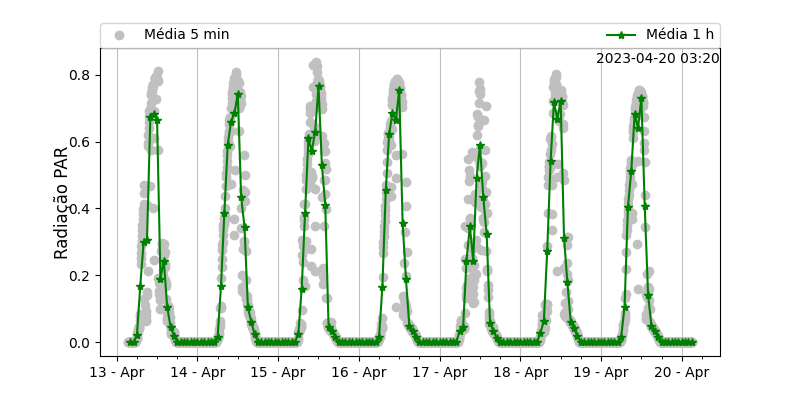 Média 5 min
Média 1 h
2023-04-20 03:20
Radiação PAR
0.8
0.6
0.4
0.2
0.0
13 - Apr
14 - Apr
15 - Apr
16 - Apr
17 - Apr
18 - Apr
19 - Apr
20 - Apr